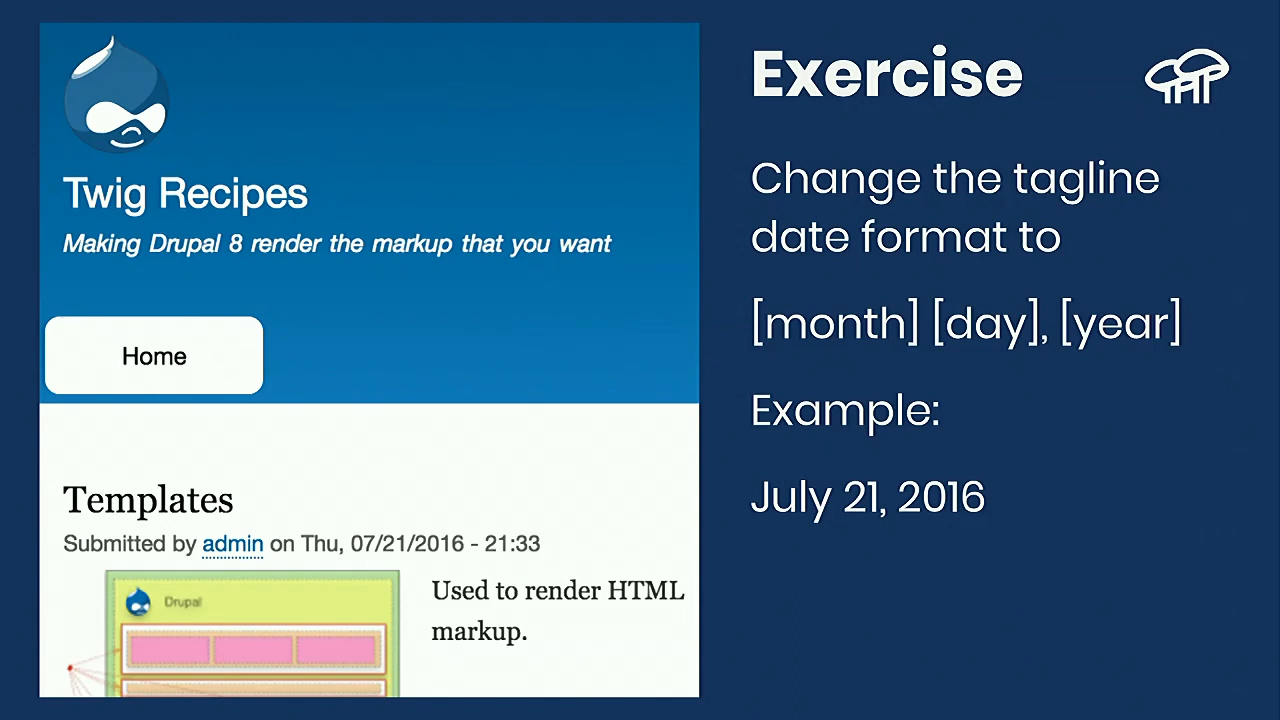 Twig Recipes
Making Drupal 8 render the markup that you want
Home
Templates
Submitted by admin on Thu, 07/21/2016 - 21:33
Drupal
Used to render HTML
markup.
Exercise
Change the tagline
date format to
[month] [day], [year]
Example:
July 21, 2016